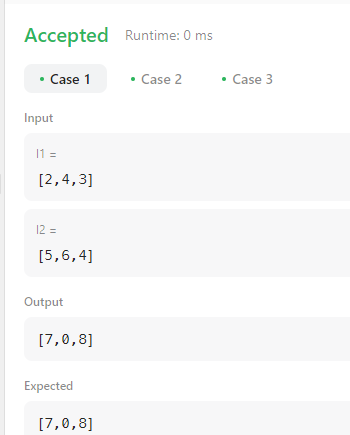 Accepted Runtime: 0 ms
• Case 1 • Case 2 • Case 3
Input
l1 =
[2,4,3]
l2 =
[5,6,4]
Output
[7,0,8]
Expected
[7,0,8]